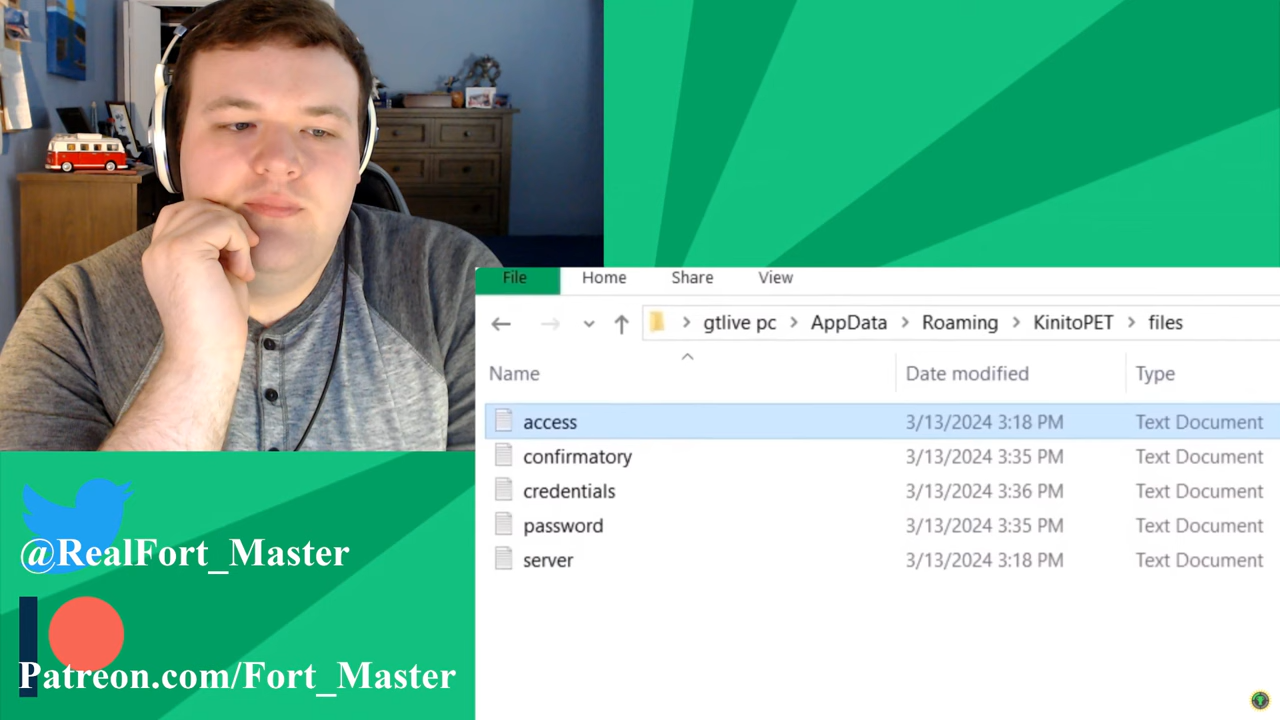 File Home Share View
gtlive pc > AppData > Roaming > KinitoPET > files
Name Date modified Type
access 3/13/2024 3:18 PM Text Document
confirmatory 3/13/2024 3:35 PM Text Document
credentials 3/13/2024 3:36 PM Text Document
password 3/13/2024 3:35 PM Text Document
server 3/13/2024 3:18 PM Text Document
@RealFort_Master
Patreon.com/Fort_Master